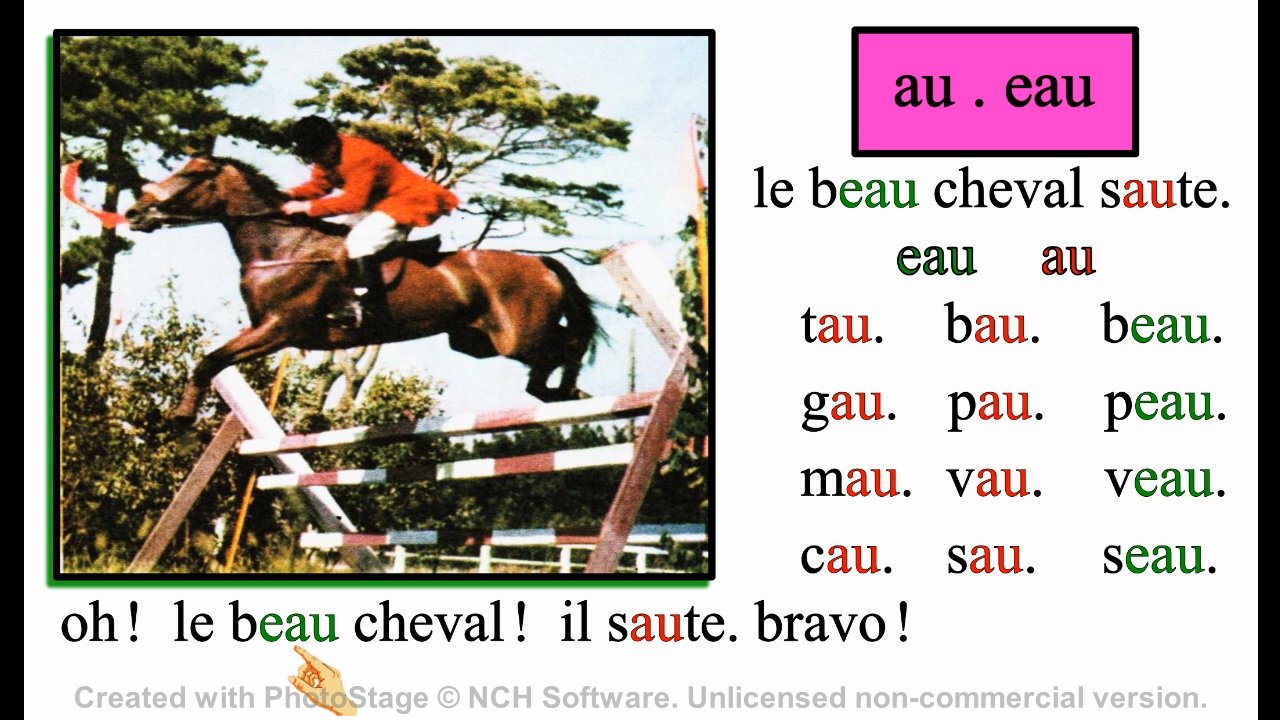 au . eau
le beau cheval saute.
eau au
tau. bau. beau.
gau. pau. peau.
mau. vau. veau.
cau. sau. seau.
oh ! le beau cheval ! il saute. bravo !
Created with PhotoStage © NCH Software. Unlicensed non-commercial version.